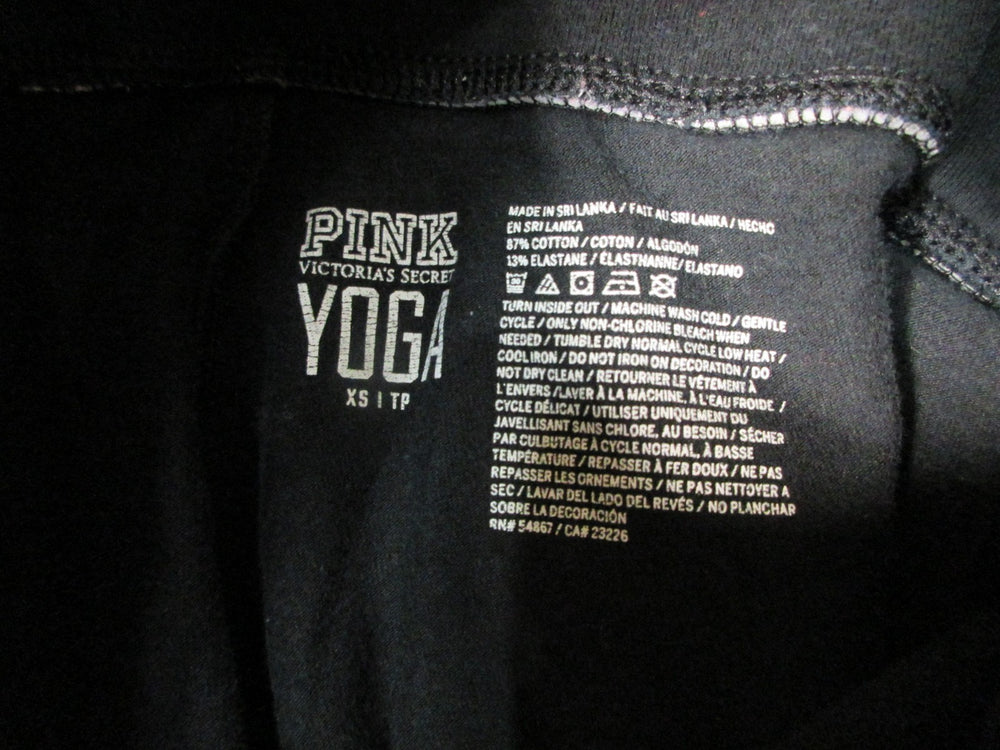 PINK
VICTORIA'S SECRET
YOGA
XS | TP
MADE IN SRI LANKA / FAIT AU SRI LANKA / HECHO
EN SRI LANKA
87% COTTON / COTON / ALGODÓN
13% ELASTANE / ÉLASTHANNE / ELASTANO
30
TURN INSIDE OUT / MACHINE WASH COLD / GENTLE
CYCLE / ONLY NON-CHLORINE BLEACH WHEN
NEEDED / TUMBLE DRY NORMAL CYCLE LOW HEAT /
COOL IRON / DO NOT IRON ON DECORATION / DO
NOT DRY CLEAN / RETOURNER LE VÊTEMENT À
L'ENVERS / LAVER À LA MACHINE, À L'EAU FROIDE /
CYCLE DÉLICAT / UTILISER UNIQUEMENT DU
JAVELLISANT SANS CHLORE, AU BESOIN / SÉCHER
PAR CULBUTAGE À CYCLE NORMAL, À BASSE
TEMPÉRATURE / REPASSER À FER DOUX / NE PAS
REPASSER LES ORNEMENTS / NE PAS NETTOYER A
SEC / LAVAR DEL LADO DEL REVÉS / NO PLANCHAR
SOBRE LA DECORACIÓN
RN# 54867 / CA# 23226